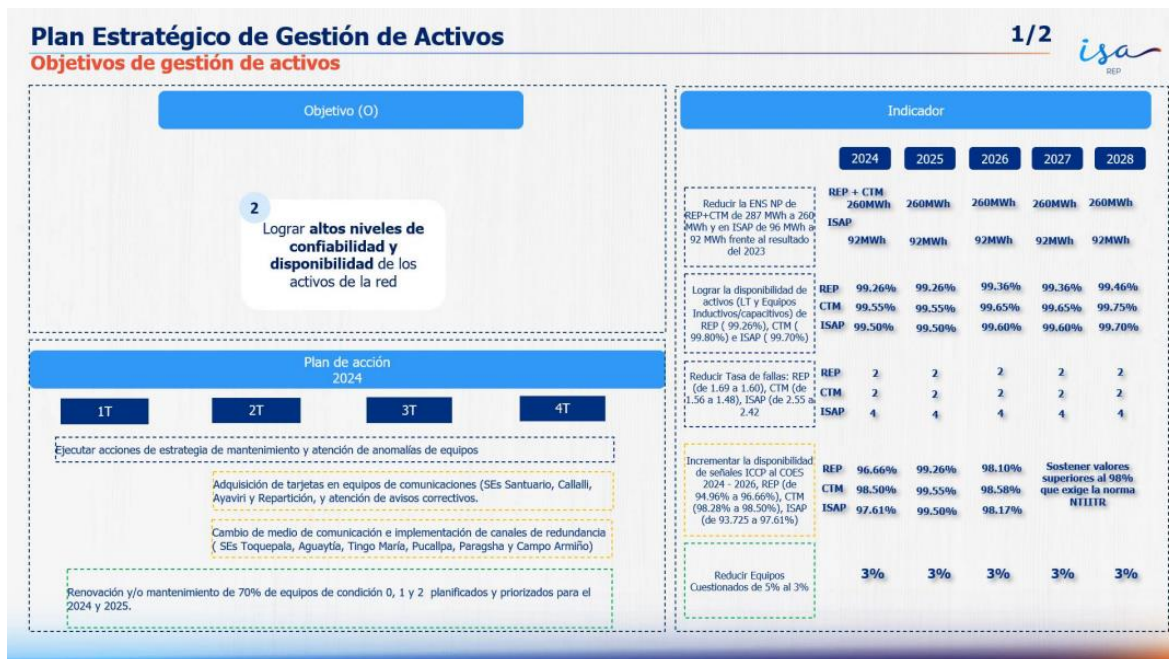 Plan Estratégico de Gestión de Activos
1/2
Objetivos de gestión de activos
isa
REP
Objetivo (O)
2
Lograr altos niveles de
confiabilidad y
disponibilidad de los
activos de la red
Plan de acción
2024
1T
2T
3T
4T
Ejecutar acciones de estrategia de mantenimiento y atención de anomalías de equipos
Adquisición de tarjetas en equipos de comunicaciones (SEs Santuario, Callalli,
Ayaviri y Repartición, y atención de avisos correctivos.
Cambio de medio de comunicación e implementación de canales de redundancia
( SEs Toquepala, Aguaytía, Tingo María, Pucallpa, Paragsha y Campo Armiño)
Renovación y/o mantenimiento de 70% de equipos de condición 0, 1 y 2 planificados y priorizados para el
2024 y 2025.
Indicador
2024 2025 2026 2027 2028
Reducir la ENS NP de
REP+CTM de 287 MWh a 260
MWh y en ISAP de 96 MWh a
92 MWh frente al resultado
del 2023
REP + CTM
260MWh 260MWh 260MWh 260MWh 260MWh
ISAP
92MWh 92MWh 92MWh 92MWh 92MWh
Lograr la disponibilidad de
activos (LT y Equipos
Inductivos/capacitivos) de
REP ( 99.26%), CTM (
99.80%) e ISAP ( 99.70%)
REP 99.26% 99.26% 99.36% 99.36% 99.46%
CTM 99.55% 99.55% 99.65% 99.65% 99.75%
ISAP 99.50% 99.50% 99.60% 99.60% 99.70%
Reducir Tasa de fallas: REP
(de 1.69 a 1.60), CTM (de
1.56 a 1.48), ISAP (de 2.55 a
2.42
REP 2 2 2 2 2
CTM 2 2 2 2 2
ISAP 4 4 4 4 4
Incrementar la disponibilidad
de señales ICCP al COES
2024 - 2026, REP (de
94.96% a 96.66%), CTM
(98.28% a 98.50%), ISAP
(de 93.725 a 97.61%)
REP 96.66% 99.26% 98.10%
CTM 98.50% 99.55% 98.58%
ISAP 97.61% 99.50% 98.17%
Sostener valores
superiores al 98%
que exige la norma
NTIITR
Reducir Equipos
Cuestionados de 5% al 3%
3% 3% 3% 3% 3%